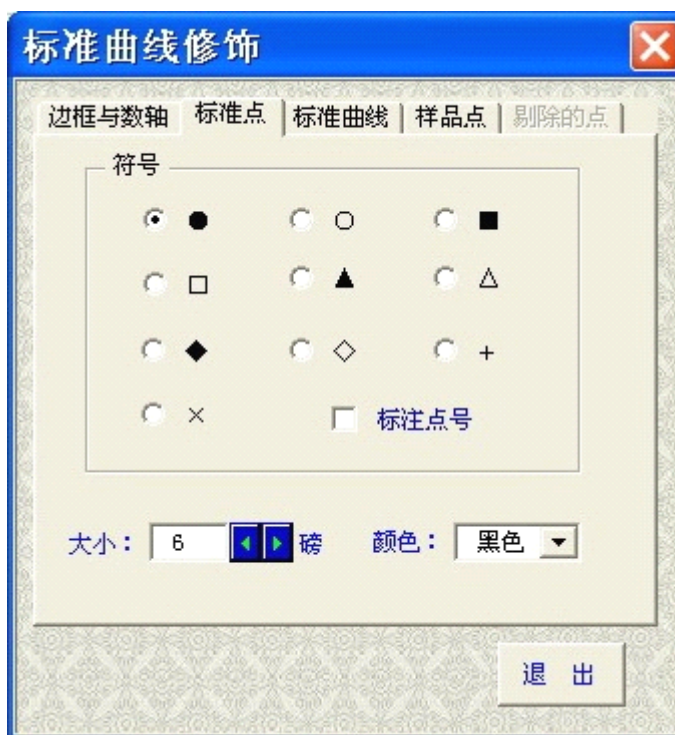 标准曲线修饰
边框与数轴 标准点 标准曲线 样品点 剔除的点
符号
● ○ ■
□ ▲ △
◆ ◇ +
× 标注点号
大小： 6 磅 颜色： 黑色
退 出